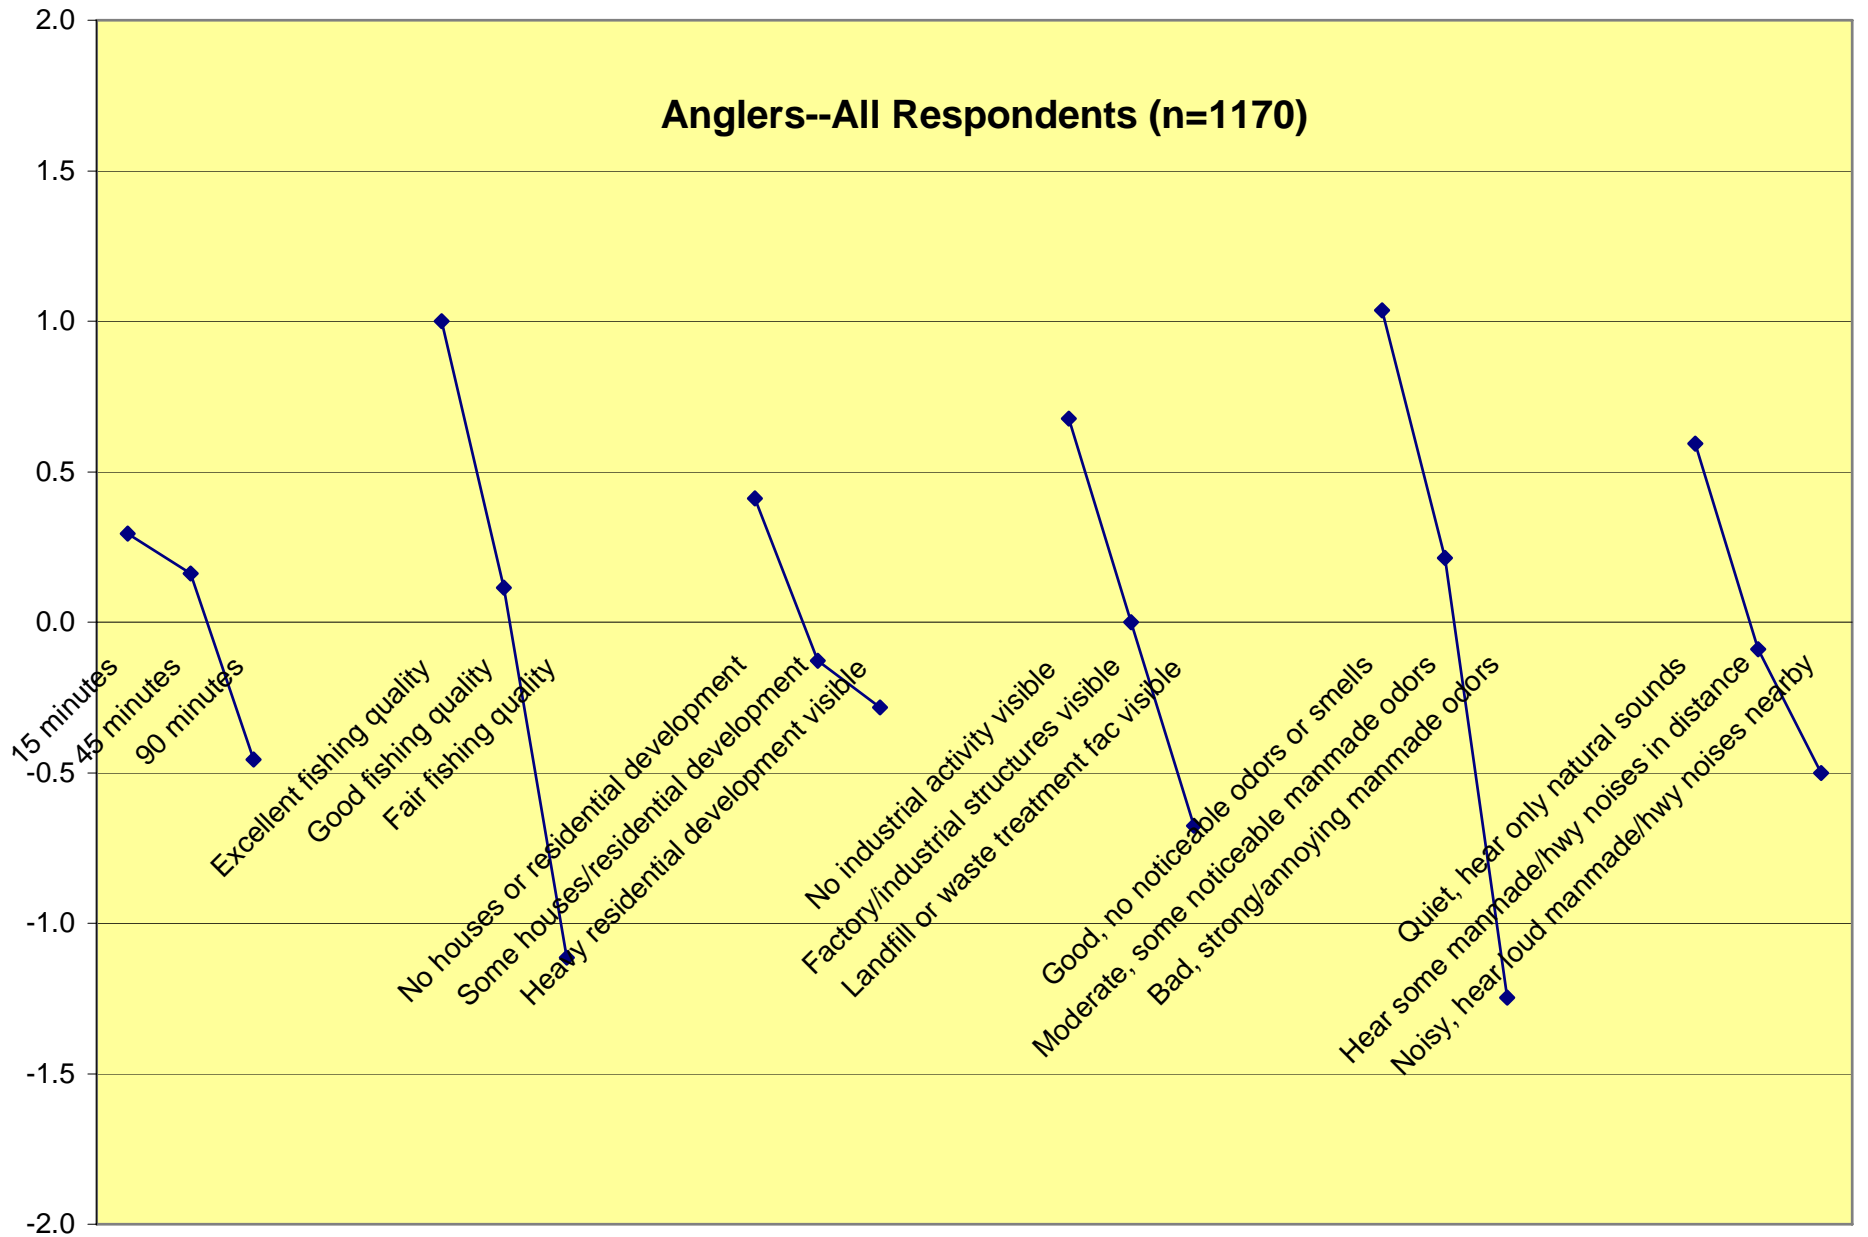 2.0
Anglers--All Respondents (n=1170)
1.5
1.0
0.5
0.0
-0.5
-1.0
-1.5
-2.0
15 minutes
45 minutes
90 minutes
Excellent fishing quality
Good fishing quality
Fair fishing quality
No houses or residential development
Some houses/residential development
Heavy residential development visible
No industrial activity visible
Factory/industrial structures visible
Landfill or waste treatment fac visible
Good, no noticeable odors or smells
Moderate, some noticeable manmade odors
Bad, strong/annoying manmade odors
Quiet, hear only natural sounds
Hear some manmade/hwy noises in distance
Noisy, hear loud manmade/hwy noises nearby